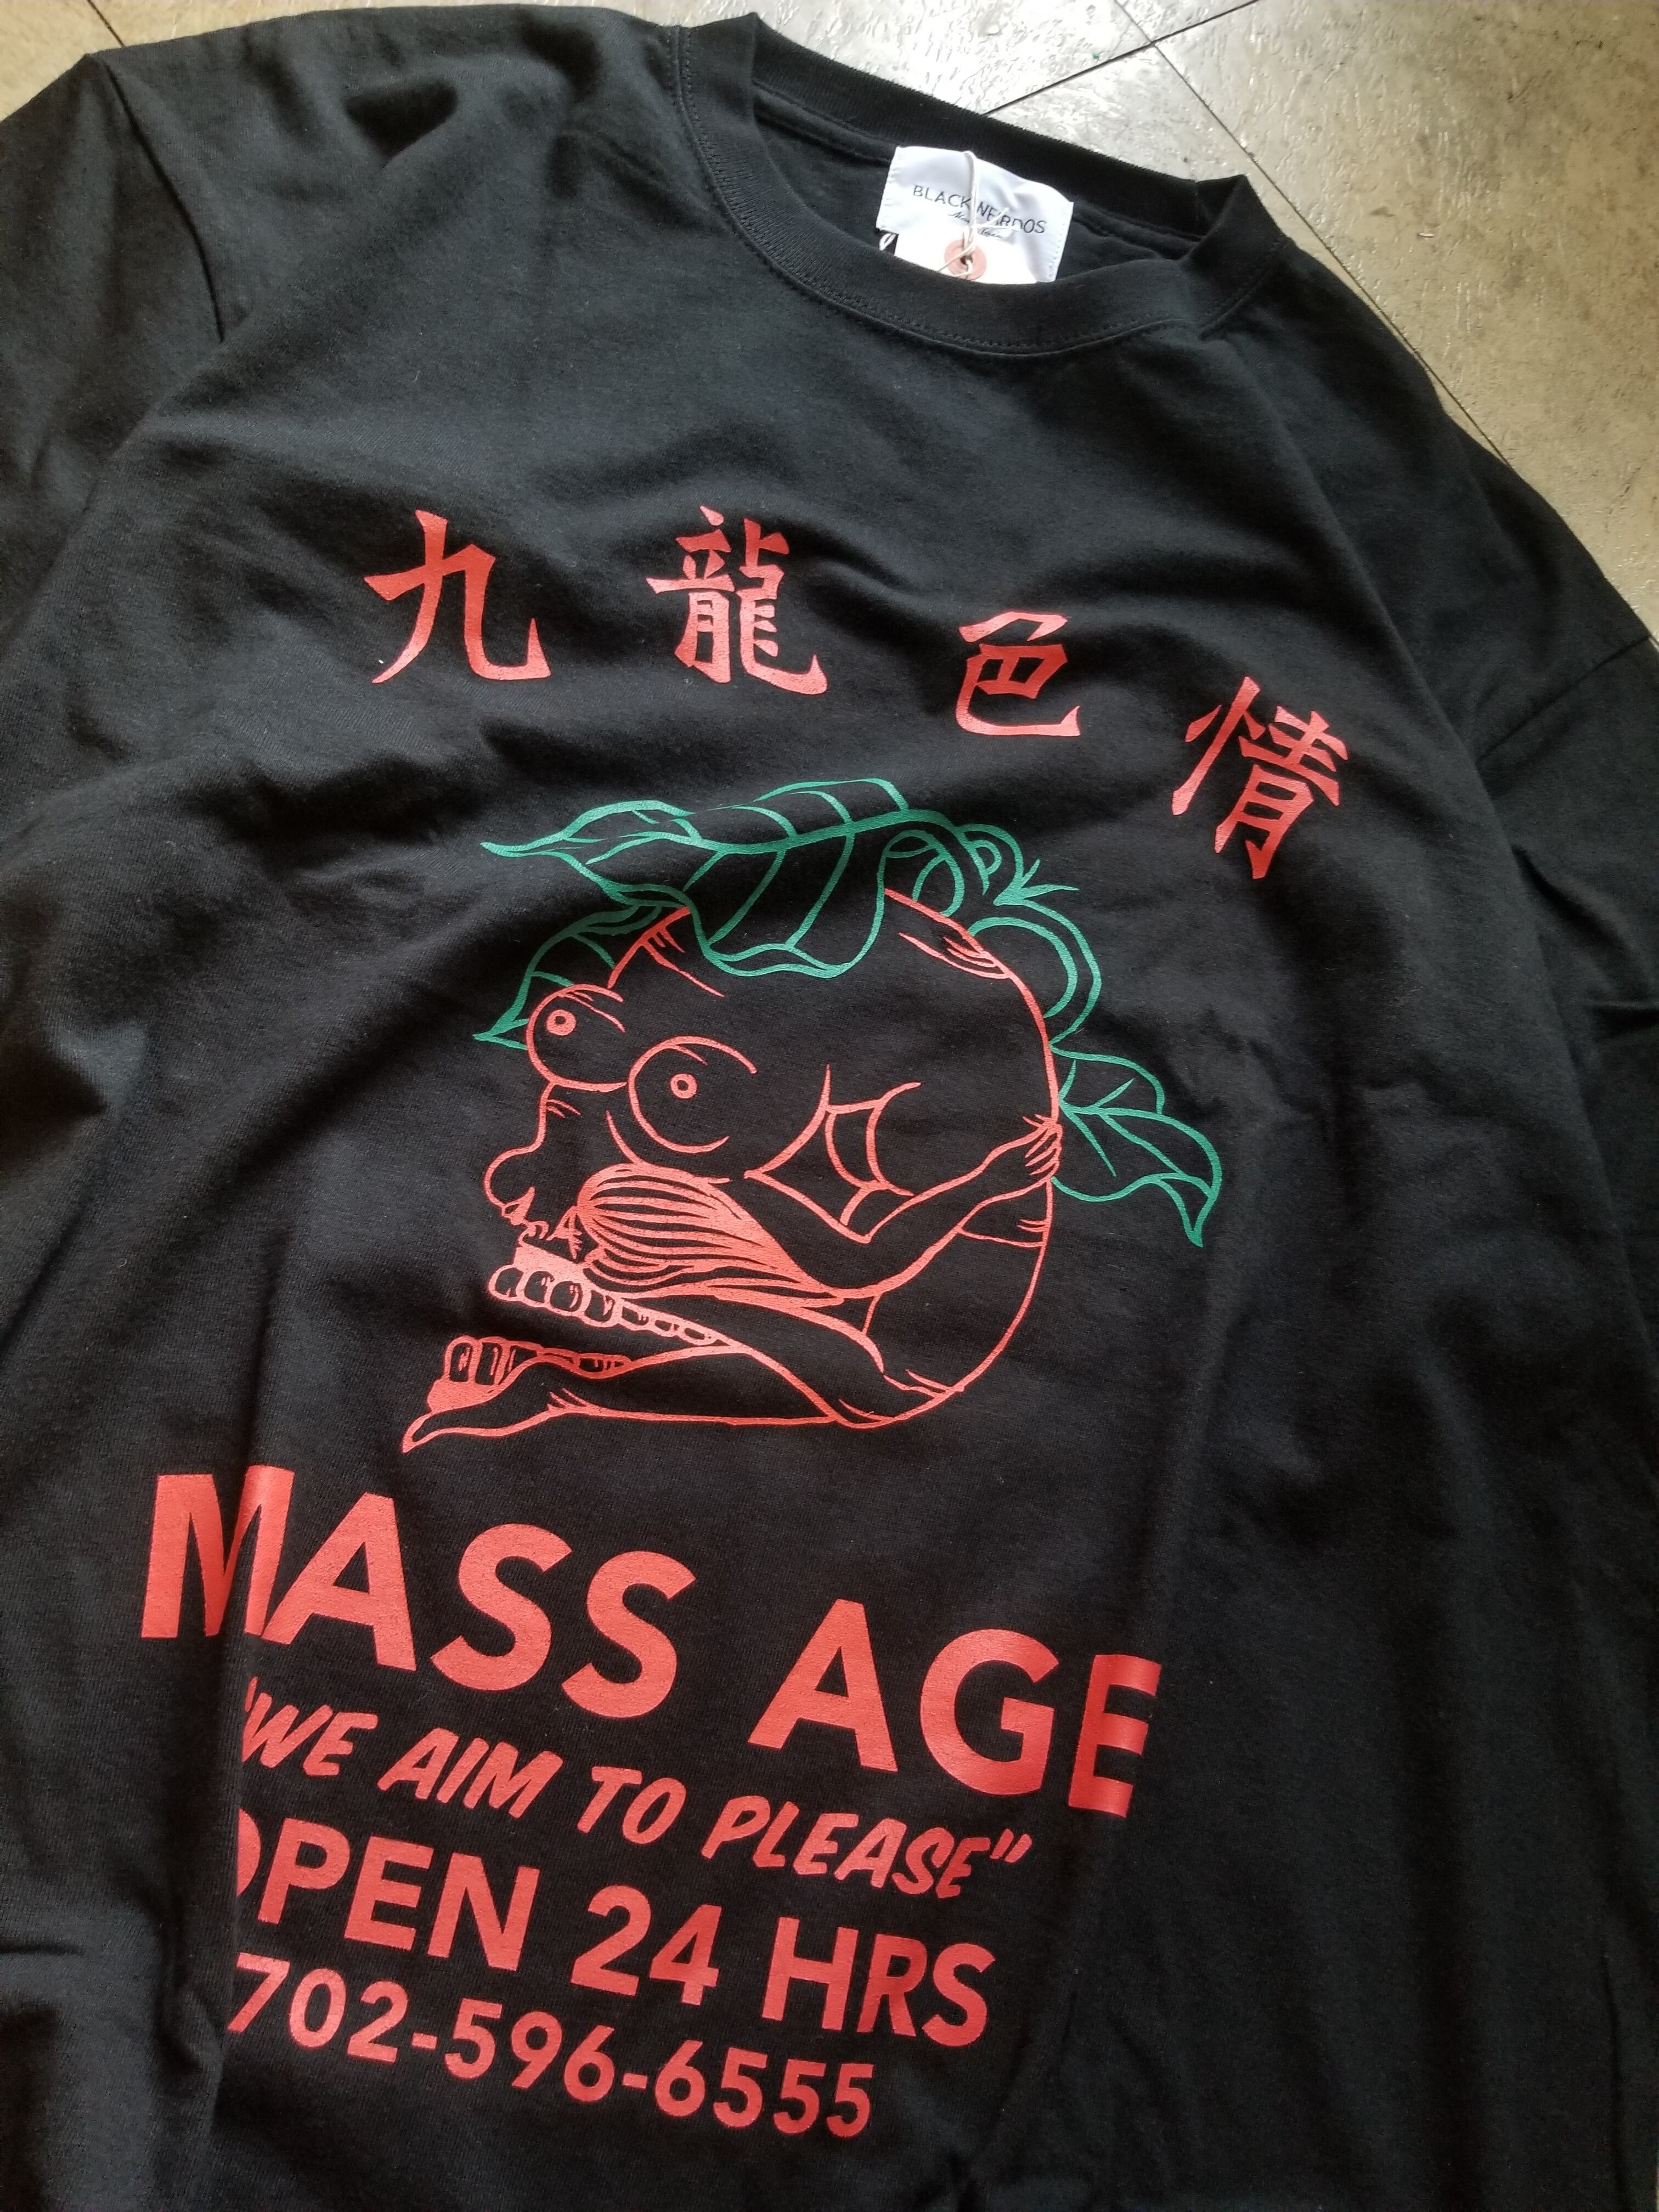 BLACK WEIRDOS
九龍色情
MASS AGE
"WE AIM TO PLEASE"
OPEN 24 HRS
702-596-6555